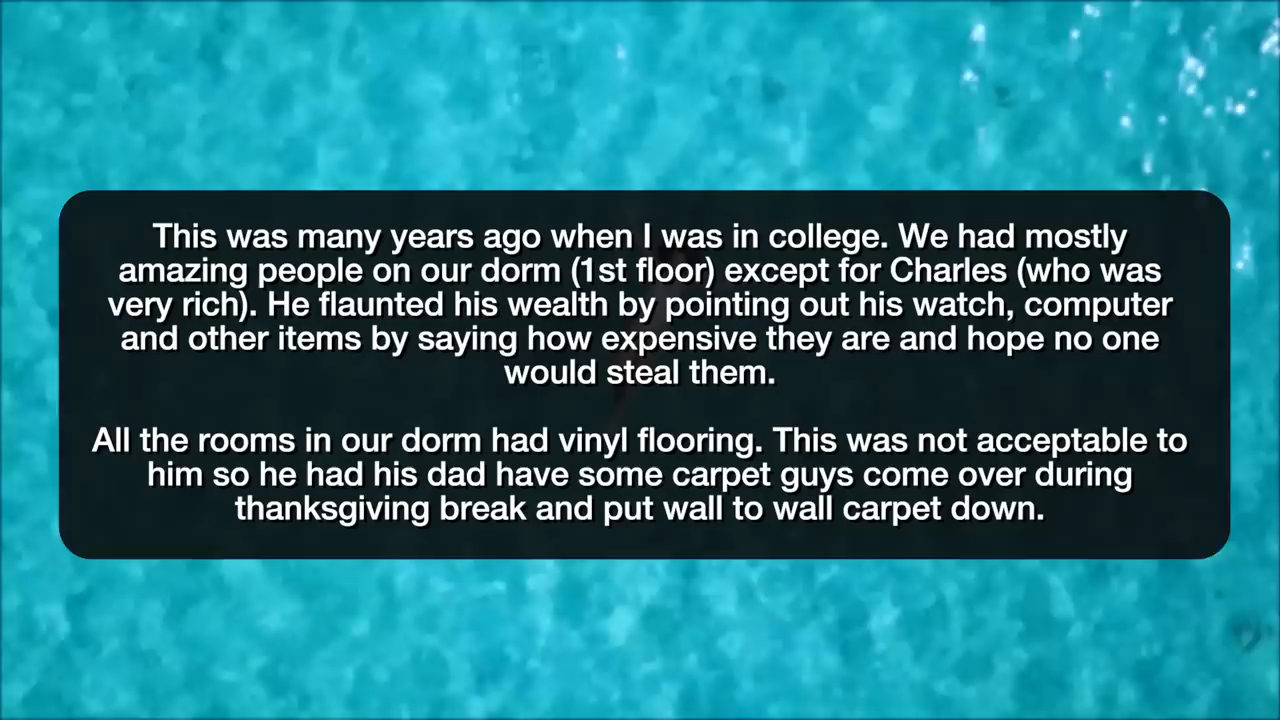 This was many years ago when I was in college. We had mostly
amazing people on our dorm (1st floor) except for Charles (who was
very rich). He flaunted his wealth by pointing out his watch, computer
and other items by saying how expensive they are and hope no one
would steal them.
All the rooms in our dorm had vinyl flooring. This was not acceptable to
him so he had his dad have some carpet guys come over during
thanksgiving break and put wall to wall carpet down.